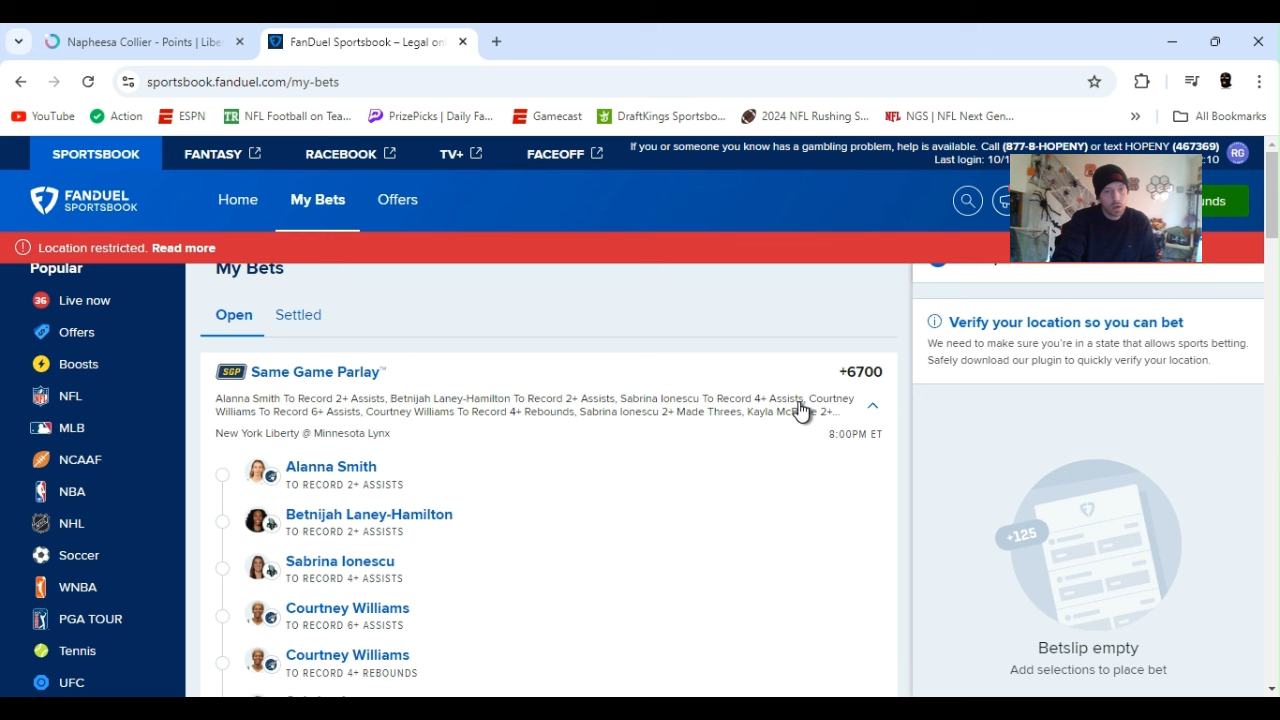 Napheesa Collier - Points | Libe
FanDuel Sportsbook – Legal onl
sportsbook.fanduel.com/my-bets
YouTube
Action
ESPN
NFL Football on Tea...
PrizePicks | Daily Fa...
Gamecast
DraftKings Sportsbo...
2024 NFL Rushing S...
NFL NGS | NFL Next Gen...
All Bookmarks
SPORTSBOOK
FANTASY
RACEBOOK
TV+
FACEOFF
If you or someone you know has a gambling problem, help is available. Call (877-8-HOPENY) or text HOPENY (467369)
Last login: 10/1
:10
RG
FANDUEL
SPORTSBOOK
Home
My Bets
Offers
nds
Location restricted. Read more
Popular
36 Live now
Offers
Boosts
NFL
MLB
NCAAF
NBA
NHL
Soccer
WNBA
PGA TOUR
Tennis
UFC
My Bets
Open
Settled
SGP Same Game Parlay™
+6700
Alanna Smith To Record 2+ Assists, Betnijah Laney-Hamilton To Record 2+ Assists, Sabrina Ionescu To Record 4+ Assists, Courtney
Williams To Record 6+ Assists, Courtney Williams To Record 4+ Rebounds, Sabrina Ionescu 2+ Made Threes, Kayla 2+...
New York Liberty @ Minnesota Lynx
8:00PM ET
Alanna Smith
TO RECORD 2+ ASSISTS
Betnijah Laney-Hamilton
TO RECORD 2+ ASSISTS
Sabrina Ionescu
TO RECORD 4+ ASSISTS
Courtney Williams
TO RECORD 6+ ASSISTS
Courtney Williams
TO RECORD 4+ REBOUNDS
Verify your location so you can bet
We need to make sure you're in a state that allows sports betting.
Safely download our plugin to quickly verify your location.
+125
Betslip empty
Add selections to place bet